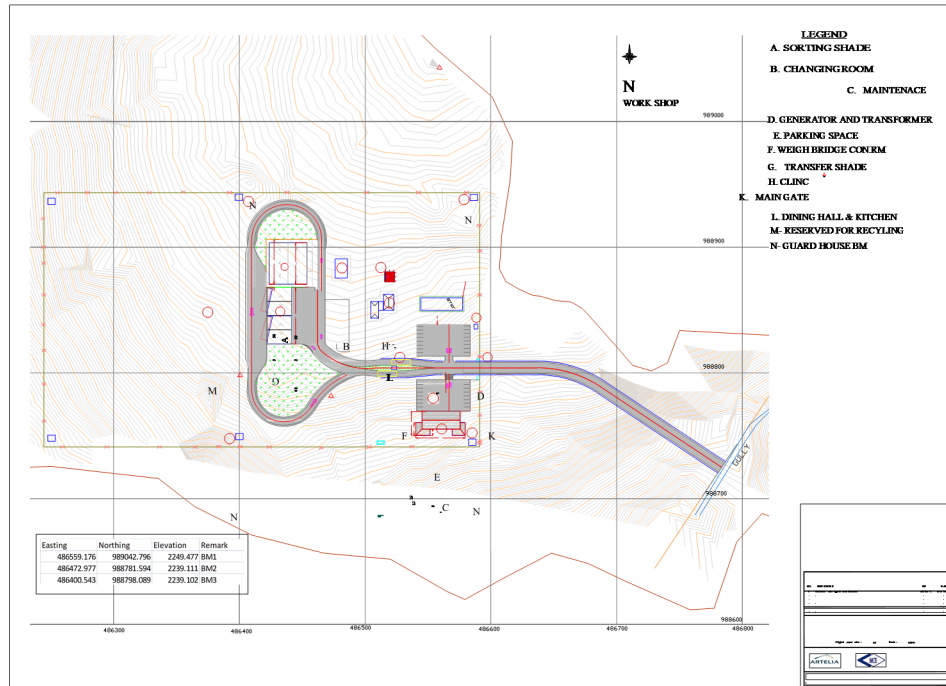 LEGEND
A. SORTING SHADE
B. CHANGING ROOM
C. MAINTENACE
N
WORK SHOP
989000
D. GENERATOR AND TRANSFORMER
E. PARKING SPACE
F. WEIGH BRIDGE CON.RM
G. TRANSFER SHADE
H. CLINC
K. MAIN GATE
L. DINING HALL & KITCHEN
M- RESERVED FOR RECYLING
N- GUARD HOUSE BM
N
N
988900
A
B
H
988800
L
G
M
D
F
K
GULLY
E
988700
C
N
N
Easting Northing Elevation Remark
486559.176 989042.796 2249.477 BM1
486472.977 988781.594 2239.111 BM2
486400.543 988798.089 2239.102 BM3
988600
486300 486400 486500 486600 486700 486800
ARTELIA